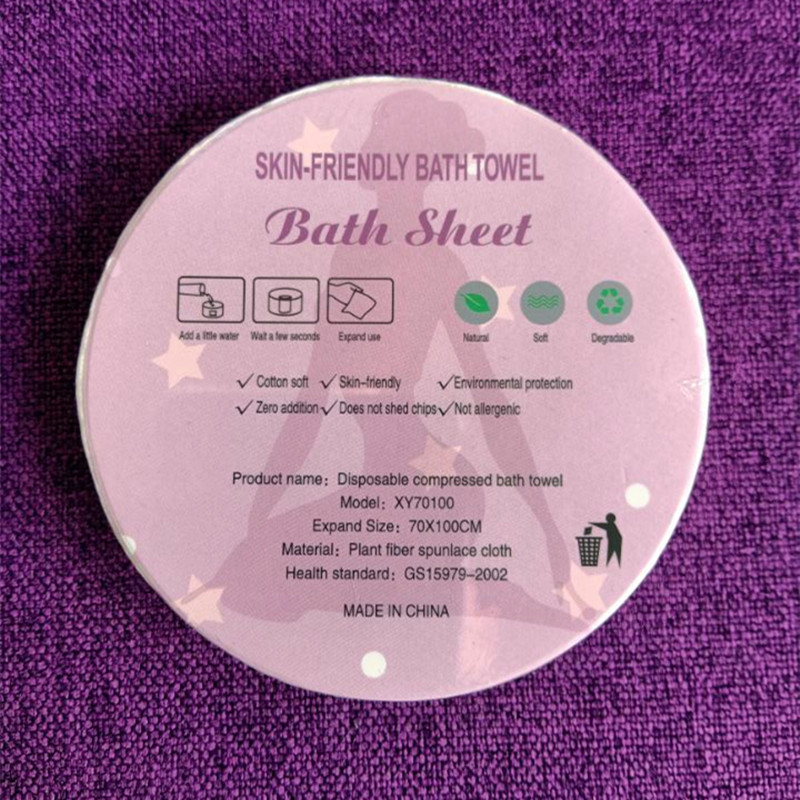 SKIN-FRIENDLY BATH TOWEL
Bath Sheet
Add a little water Wait a few seconds Expand use Natural Soft Degradable
✓ Cotton soft ✓ Skin-friendly ✓ Environmental protection
✓ Zero addition ✓ Does not shed chips ✓ Not allergenic
Product name: Disposable compressed bath towel
Model: XY70100
Expand Size: 70X100CM
Material: Plant fiber spunlace cloth
Health standard: GS15979-2002
MADE IN CHINA